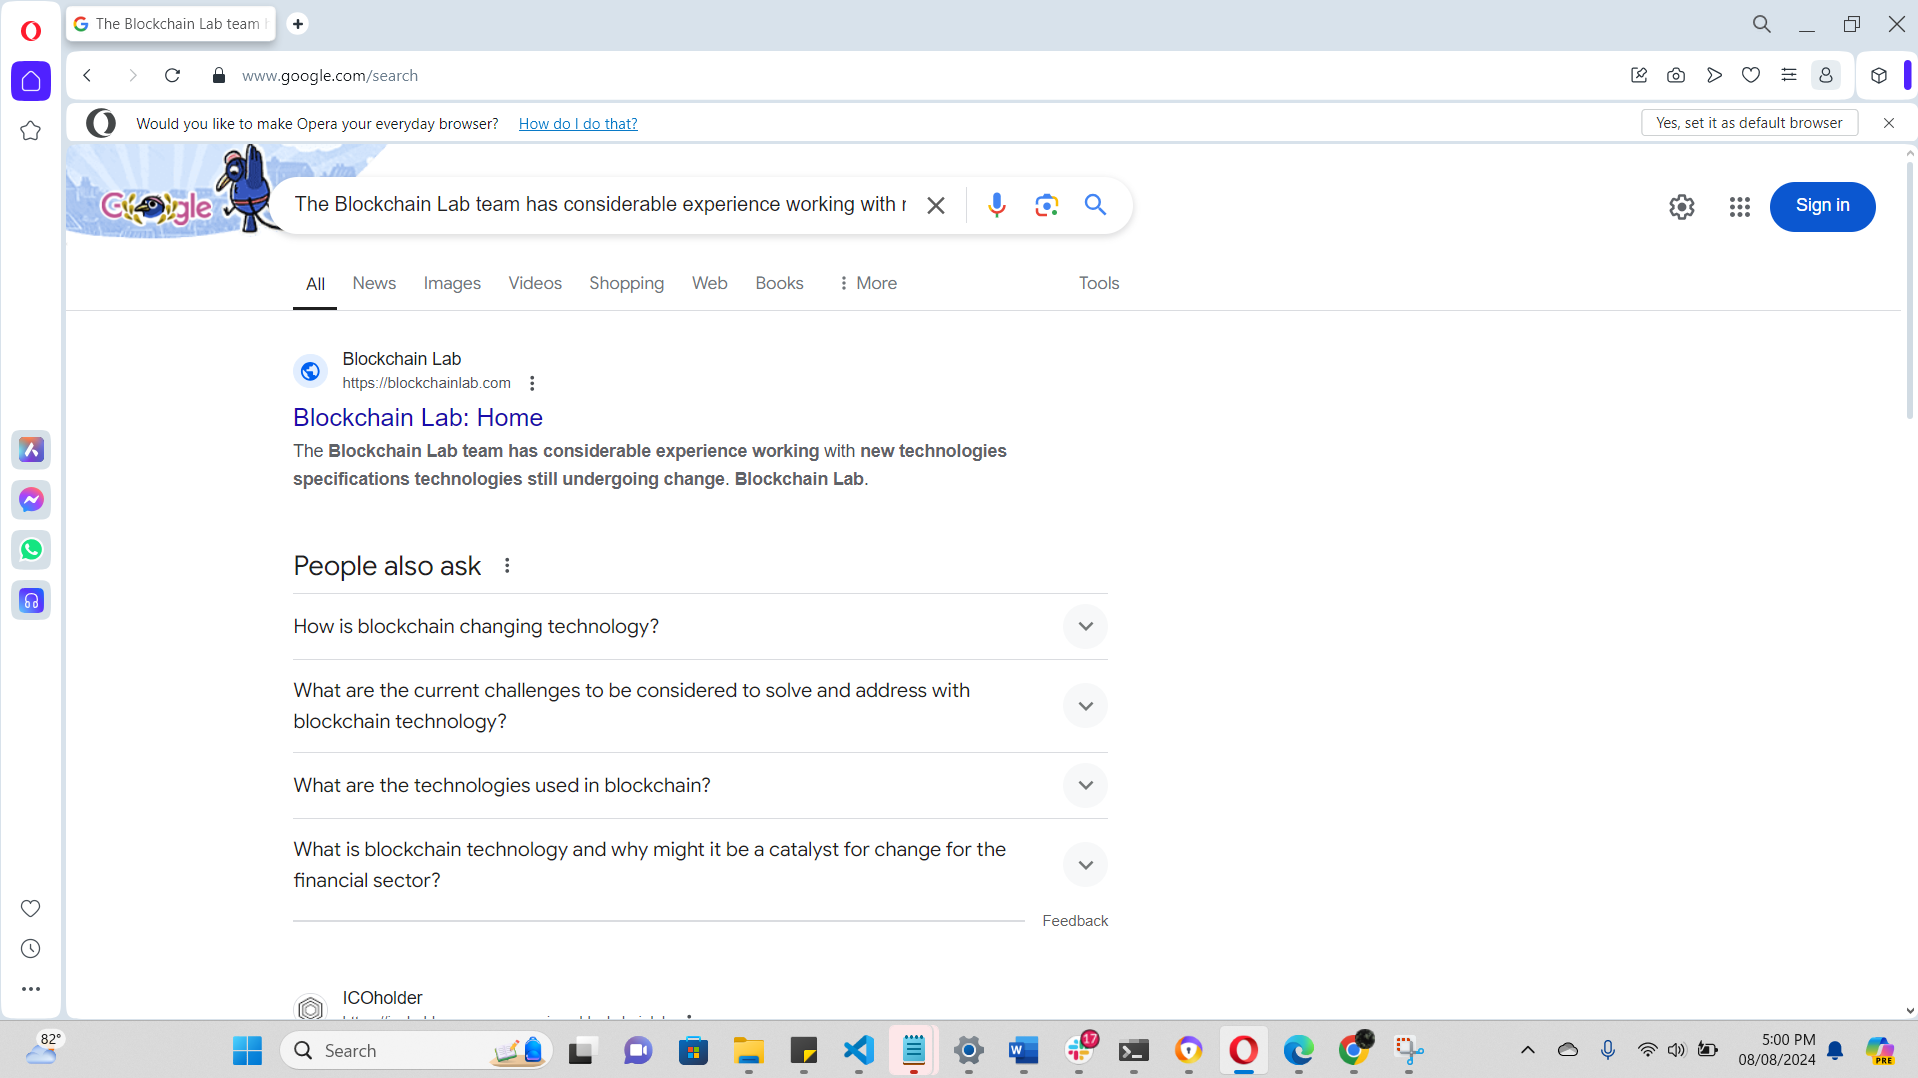 The Blockchain Lab team
www.google.com/search
Would you like to make Opera your everyday browser? How do I do that? Yes, set it as default browser
Google
The Blockchain Lab team has considerable experience working with
Sign in
All News Images Videos Shopping Web Books More Tools
Blockchain Lab
https://blockchainlab.com
Blockchain Lab: Home
The Blockchain Lab team has considerable experience working with new technologies
specifications technologies still undergoing change. Blockchain Lab.
People also ask
How is blockchain changing technology?
What are the current challenges to be considered to solve and address with
blockchain technology?
What are the technologies used in blockchain?
What is blockchain technology and why might it be a catalyst for change for the
financial sector?
Feedback
ICOholder
82°
Search
17
5:00 PM
08/08/2024
PRE